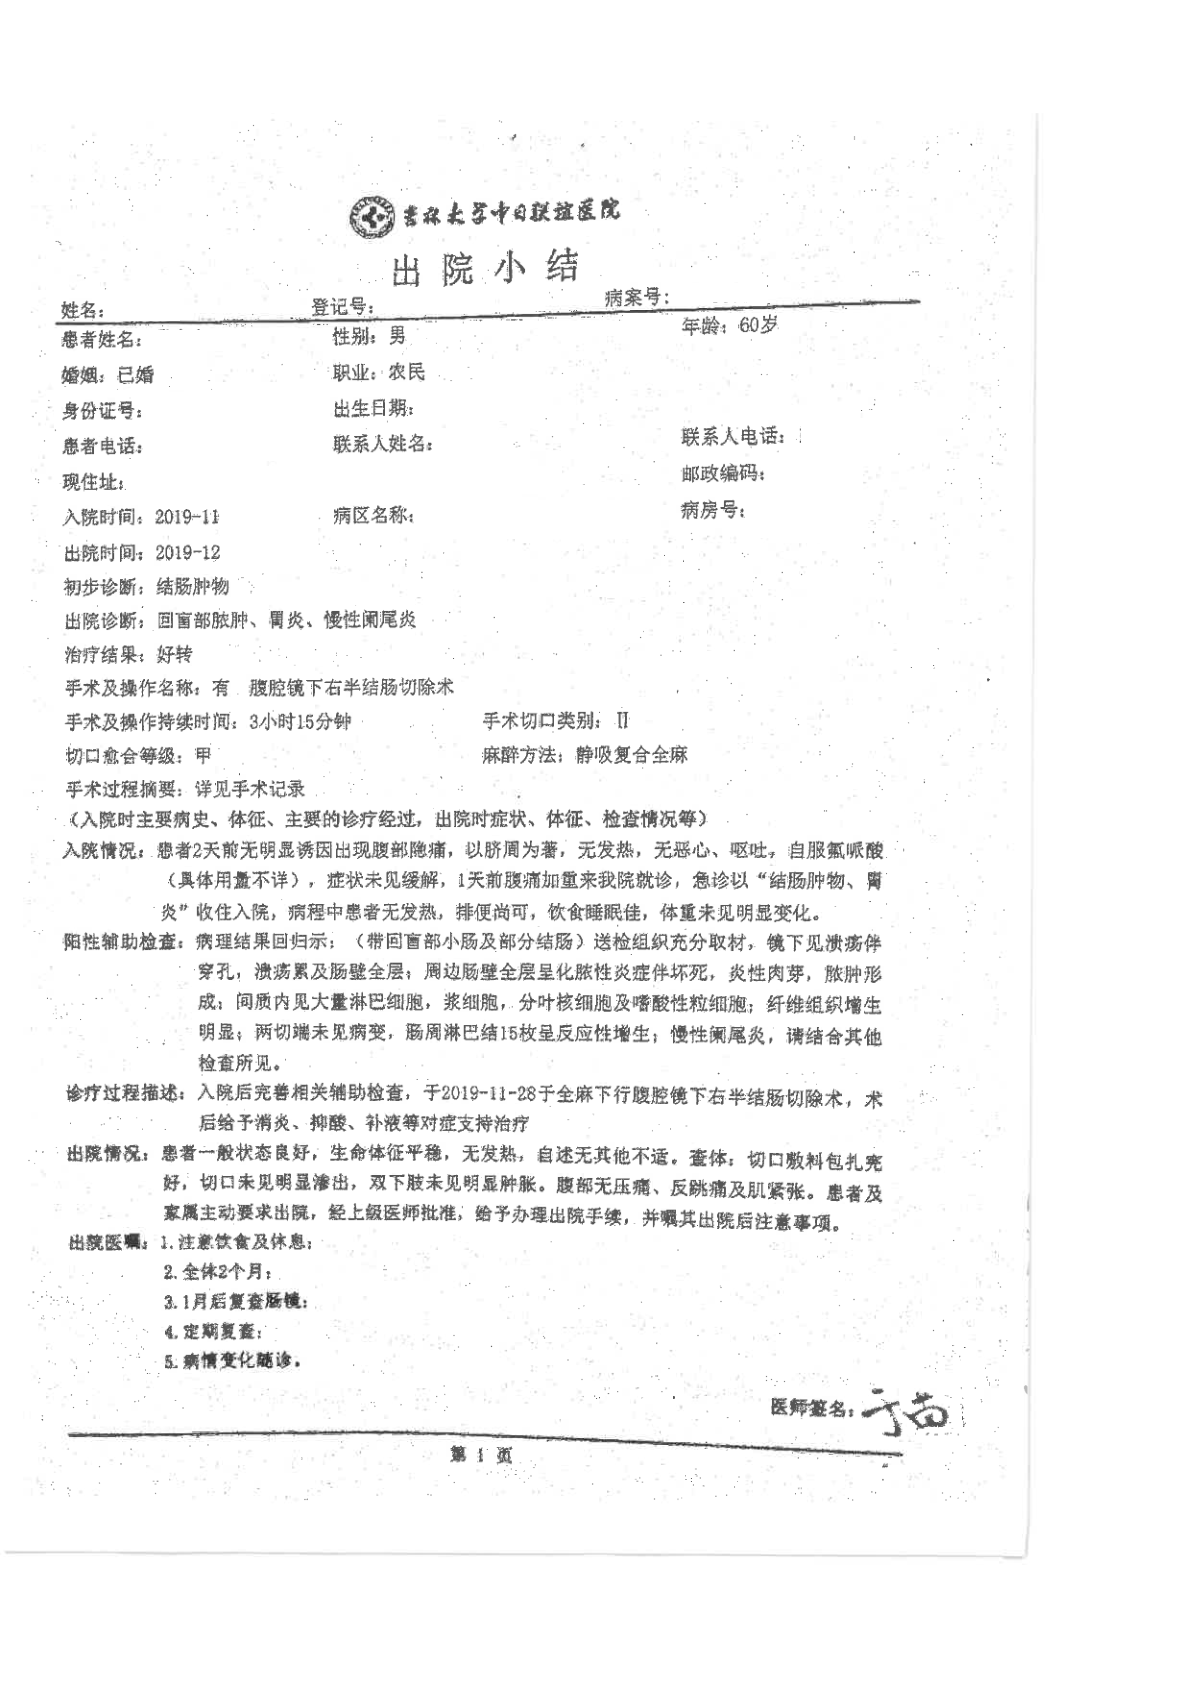 吉林大学中日联谊医院
出院小结
姓名： 登记号： 病案号：
患者姓名： 性别：男 年龄：60岁
婚姻：已婚 职业：农民
身份证号： 出生日期：
患者电话： 联系人姓名： 联系人电话：
现住址： 邮政编码：
入院时间：2019-11 病区名称： 病房号：
出院时间：2019-12
初步诊断：结肠肿物
出院诊断：回盲部脓肿、胃炎、慢性阑尾炎
治疗结果：好转
手术及操作名称：有 腹腔镜下右半结肠切除术
手术及操作持续时间：3小时15分钟 手术切口类别：Ⅱ
切口愈合等级：甲 麻醉方法：静吸复合全麻
手术过程摘要：详见手术记录
（入院时主要病史、体征、主要的诊疗经过，出院时症状、体征、检查情况等）
入院情况：患者2天前无明显诱因出现腹部隐痛，以脐周为著，无发热，无恶心、呕吐，自服氟哌酸
（具体用量不详），症状未见缓解，1天前腹痛加重来我院就诊，急诊以“结肠肿物、胃
炎”收住入院，病程中患者无发热，排便尚可，饮食睡眠佳，体重未见明显变化。
阳性辅助检查：病理结果回归示：（带回盲部小肠及部分结肠）送检组织充分取材，镜下见溃疡伴
穿孔，溃疡累及肠壁全层；周边肠壁全层呈化脓性炎症伴坏死，炎性肉芽，脓肿形
成；间质内见大量淋巴细胞，浆细胞，分叶核细胞及嗜酸性粒细胞；纤维组织增生
明显；两切端未见病变，肠周淋巴结15枚呈反应性增生；慢性阑尾炎，请结合其他
检查所见。
诊疗过程描述：入院后完善相关辅助检查，于2019-11-28于全麻下行腹腔镜下右半结肠切除术，术
后给予消炎、抑酸、补液等对症支持治疗
出院情况：患者一般状态良好，生命体征平稳，无发热，自述无其他不适。查体：切口敷料包扎完
好，切口未见明显渗出，双下肢未见明显肿胀。腹部无压痛、反跳痛及肌紧张。患者及
家属主动要求出院，经上级医师批准，给予办理出院手续，并嘱其出院后注意事项。
出院医嘱：1.注意饮食及休息；
2.全休2个月；
3.1月后复查肠镜；
4.定期复查；
5.病情变化随诊。
医师签名：
第 1 页